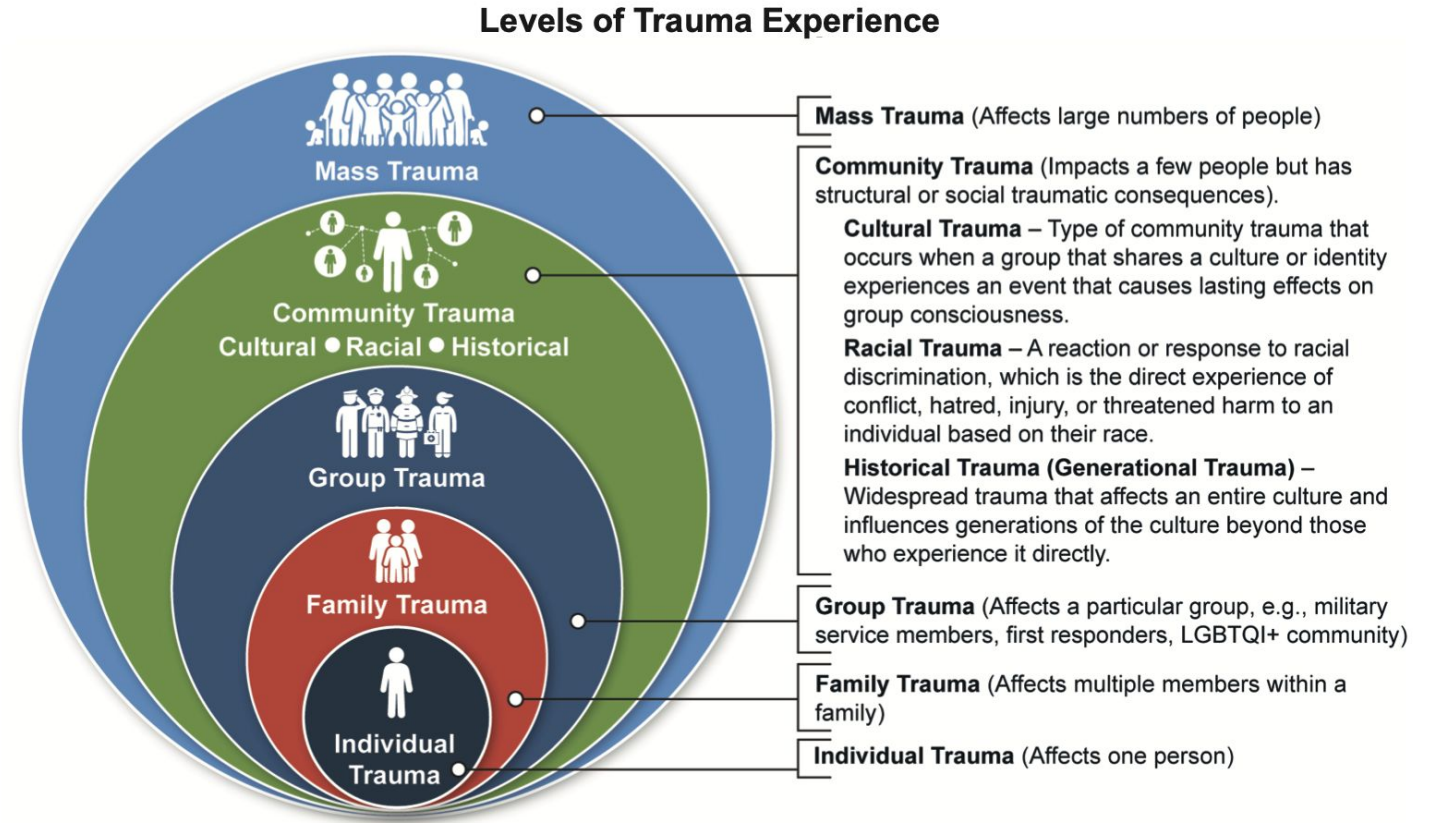 Levels of Trauma Experience
Mass Trauma
Community Trauma
Cultural ● Racial ● Historical
Group Trauma
Family Trauma
Individual
Trauma
Mass Trauma (Affects large numbers of people)
Community Trauma (Impacts a few people but has
structural or social traumatic consequences).
Cultural Trauma – Type of community trauma that
occurs when a group that shares a culture or identity
experiences an event that causes lasting effects on
group consciousness.
Racial Trauma – A reaction or response to racial
discrimination, which is the direct experience of
conflict, hatred, injury, or threatened harm to an
individual based on their race.
Historical Trauma (Generational Trauma) –
Widespread trauma that affects an entire culture and
influences generations of the culture beyond those
who experience it directly.
Group Trauma (Affects a particular group, e.g., military
service members, first responders, LGBTQI+ community)
Family Trauma (Affects multiple members within a
family)
Individual Trauma (Affects one person)